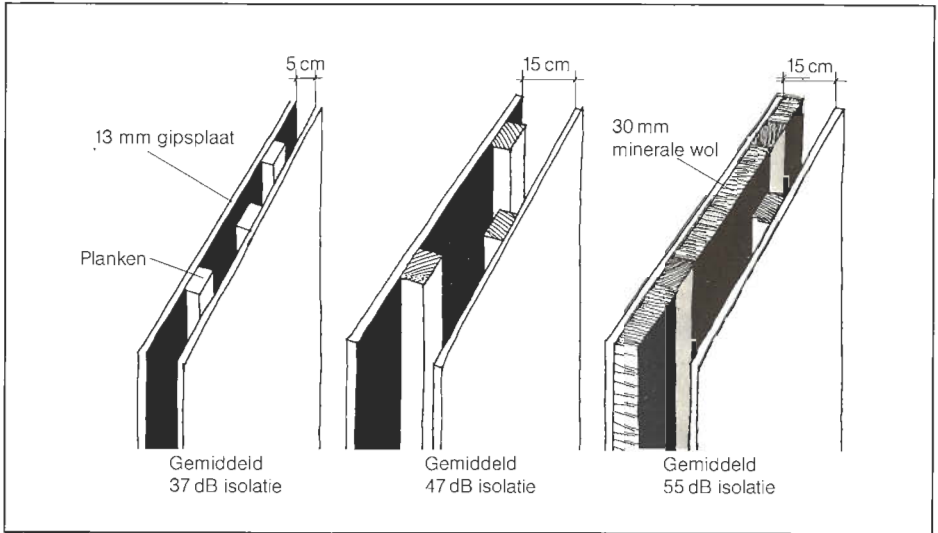 5 cm
15 cm
15 cm
13 mm gipsplaat
30 mm
minerale wol
Planken
Gemiddeld
37 dB isolatie
Gemiddeld
47 dB isolatie
Gemiddeld
55 dB isolatie